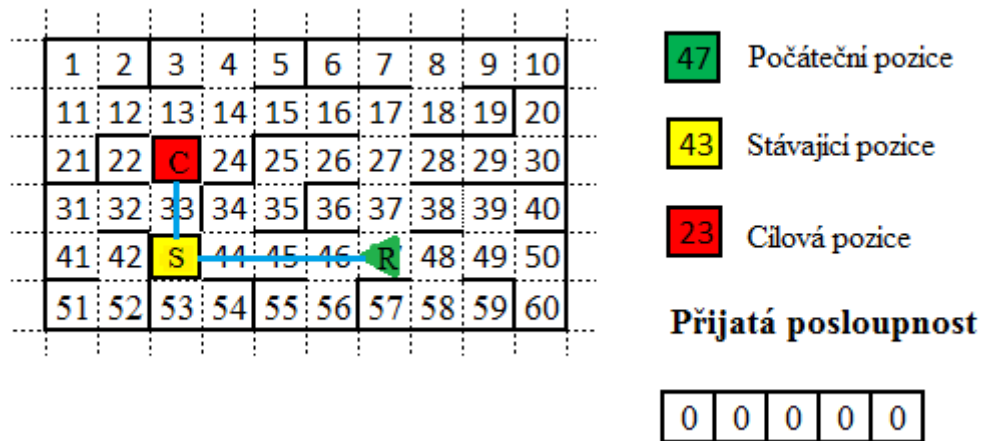 1 2 3 4 5 6 7 8 9 10
11 12 13 14 15 16 17 18 19 20
21 22 C 24 25 26 27 28 29 30
31 32 33 34 35 36 37 38 39 40
41 42 S 44 45 46 R 48 49 50
51 52 53 54 55 56 57 58 59 60
47 Počáteční pozice
43 Stávající pozice
23 Cílová pozice
Přijatá posloupnost
0 0 0 0 0